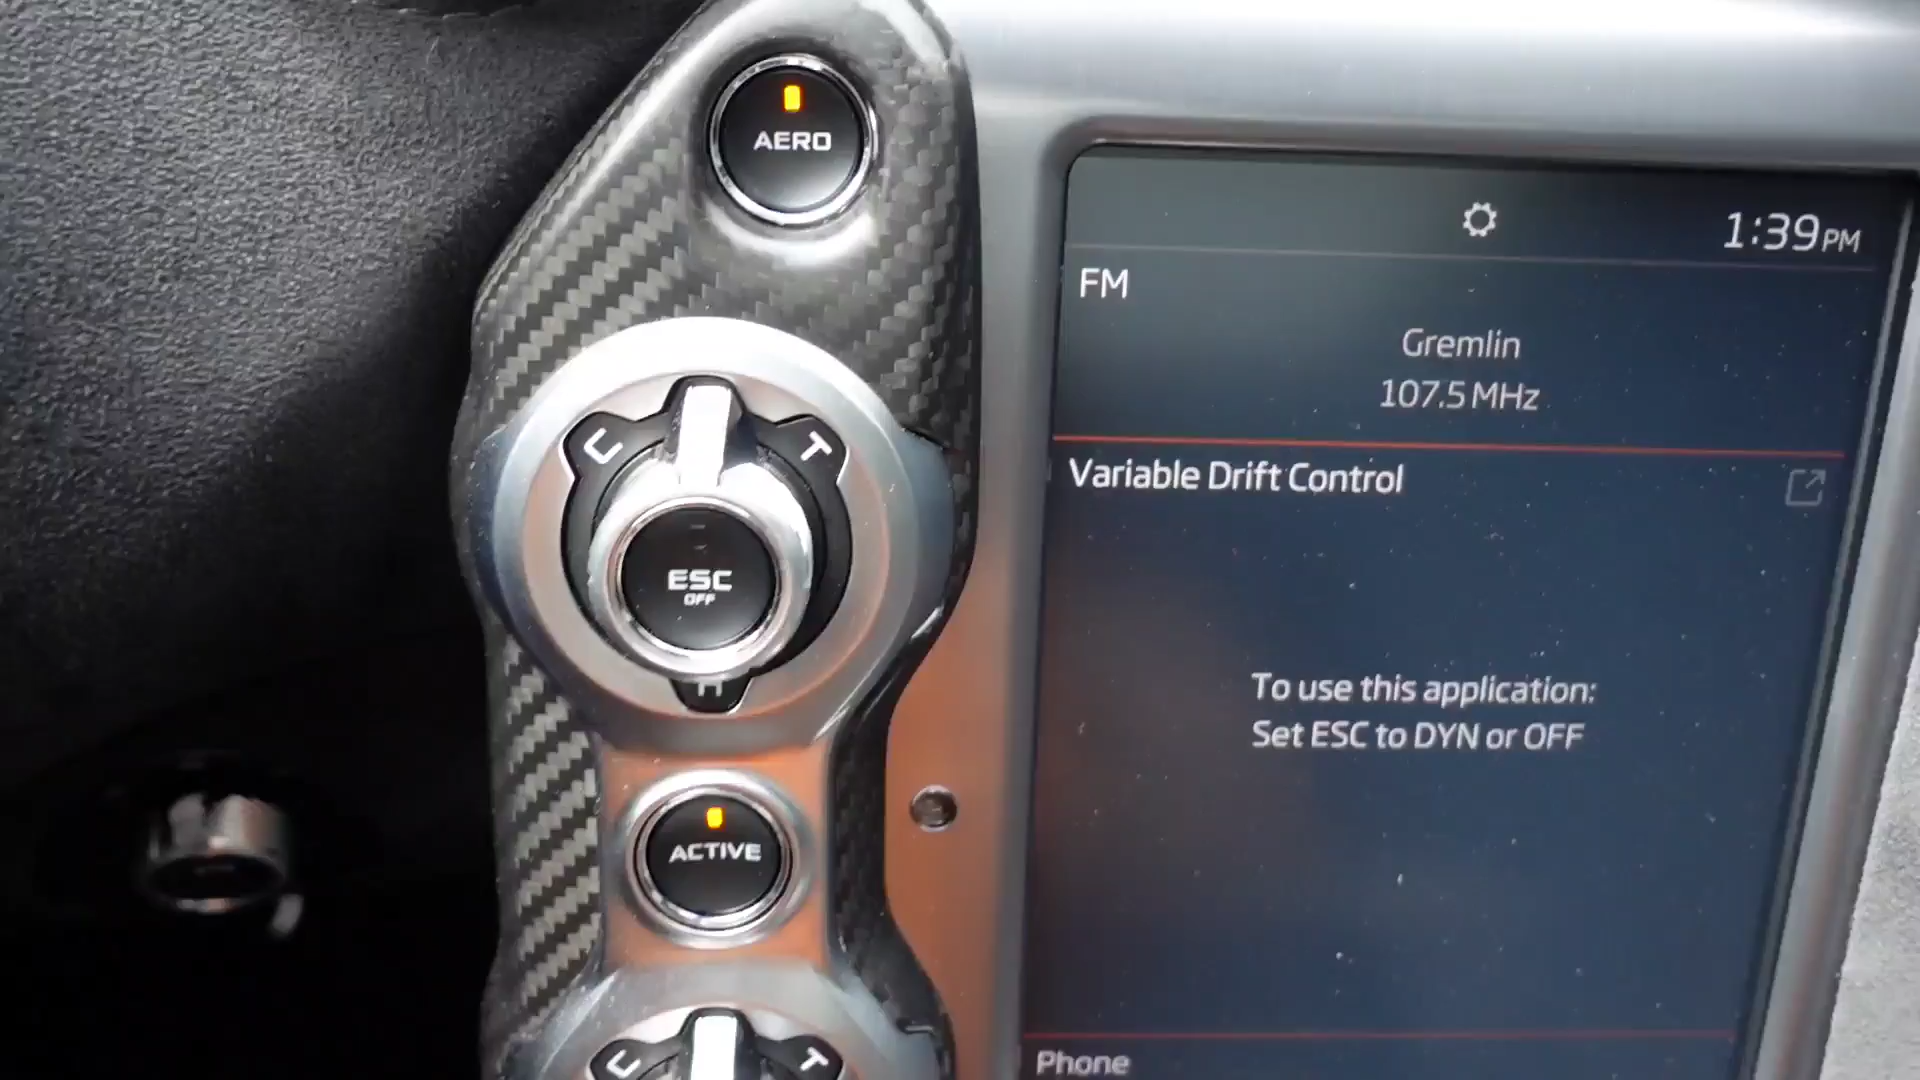 AERO
C
T
ESC
OFF
H
ACTIVE
C
T
1:39PM
FM
Gremlin
107.5 MHz
Variable Drift Control
To use this application:
Set ESC to DYN or OFF
Phone